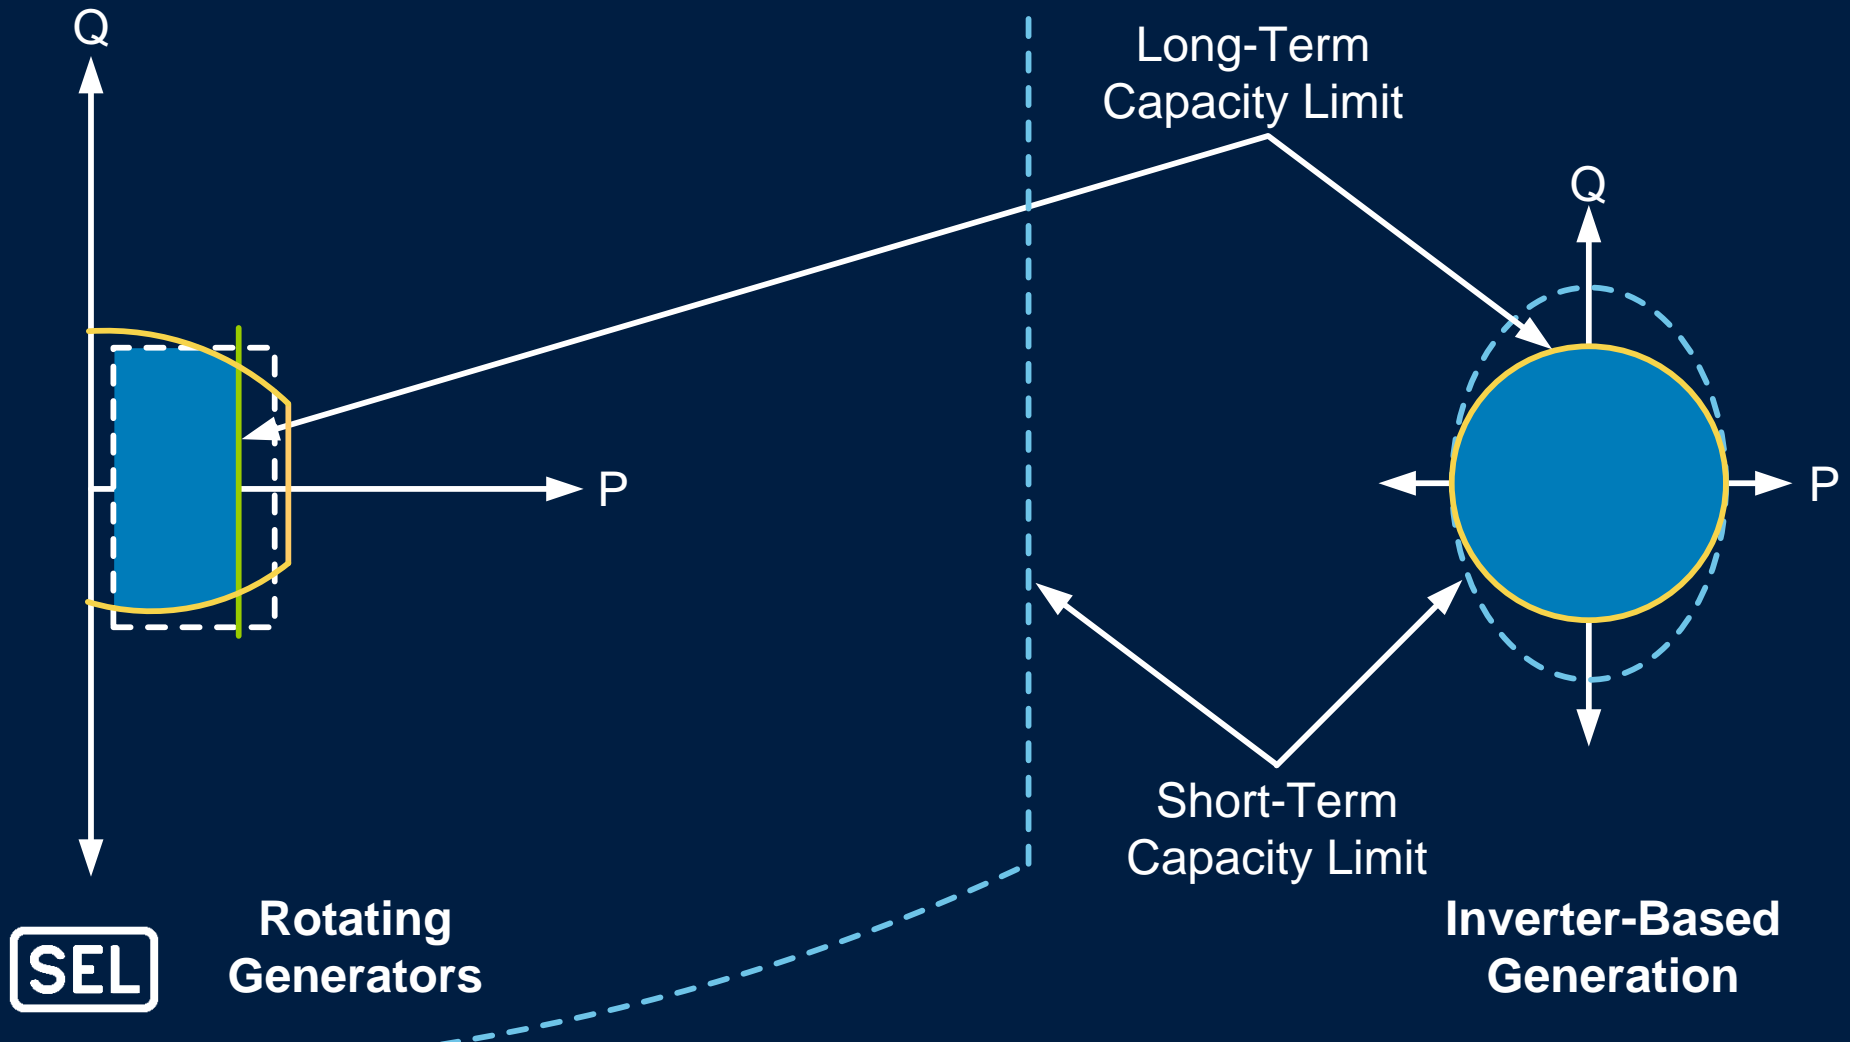 Q
Long-Term
Capacity Limit
Q
P
P
Short-Term
Capacity Limit
Rotating
Generators
Inverter-Based
Generation
SEL